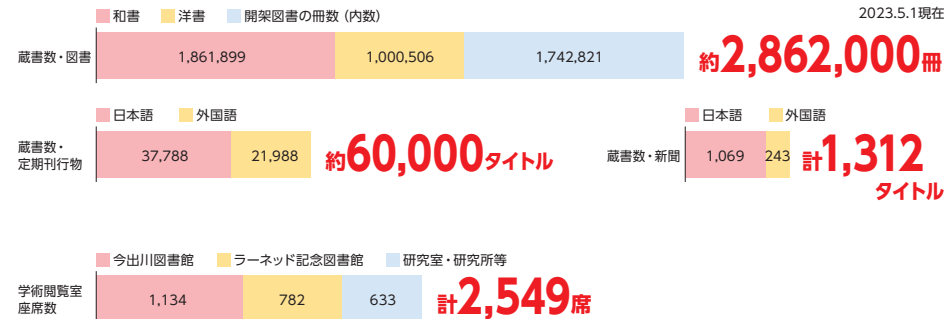 2023.5.1現在
和書 洋書 開架図書の冊数（内数）
蔵書数・図書 1,861,899 1,000,506 1,742,821 約2,862,000冊
日本語 外国語
蔵書数・
定期刊行物 37,788 21,988 約60,000タイトル
日本語 外国語
蔵書数・新聞 1,069 243 計1,312
タイトル
今出川図書館 ラーネッド記念図書館 研究室・研究所等
学術閲覧室
座席数 1,134 782 633 計2,549席